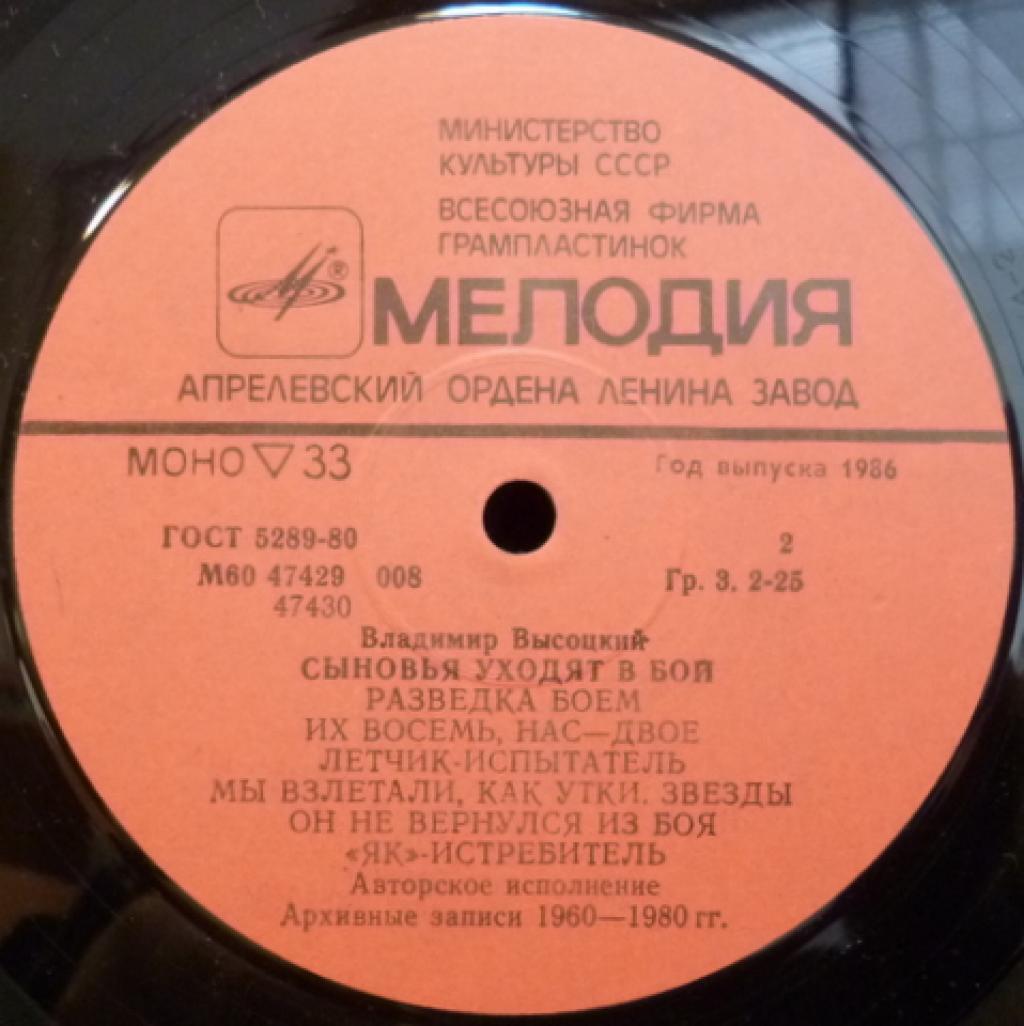 МИНИСТЕРСТВО
КУЛЬТУРЫ СССР
ВСЕСОЮЗНАЯ ФИРМА
ГРАМПЛАСТИНОК
® МЕЛОДИЯ
АПРЕЛЕВСКИЙ ОРДЕНА ЛЕНИНА ЗАВОД
МОНО ▽ 33 Год выпуска 1986
ГОСТ 5289-80 2
М60 47429 008 Гр. 3. 2-25
47430
Владимир Высоцкий
СЫНОВЬЯ УХОДЯТ В БОЙ
РАЗВЕДКА БОЕМ
ИХ ВОСЕМЬ, НАС—ДВОЕ
ЛЕТЧИК-ИСПЫТАТЕЛЬ
МЫ ВЗЛЕТАЛИ, КАК УТКИ. ЗВЕЗДЫ
ОН НЕ ВЕРНУЛСЯ ИЗ БОЯ
«ЯК»-ИСТРЕБИТЕЛЬ
Авторское исполнение
Архивные записи 1960—1980 гг.